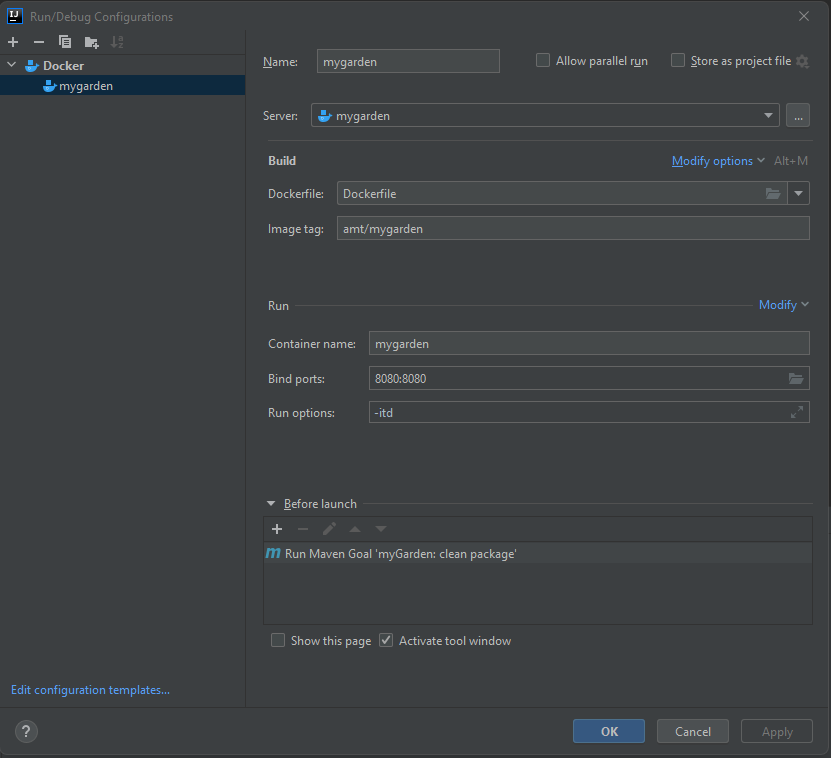 IJ Run/Debug Configurations
Docker
mygarden
Name: mygarden Allow parallel run Store as project file
Server: mygarden ...
Build Modify options Alt+M
Dockerfile: Dockerfile
Image tag: amt/mygarden
Run Modify
Container name: mygarden
Bind ports: 8080:8080
Run options: -itd
Before launch
m Run Maven Goal 'myGarden: clean package'
Show this page Activate tool window
Edit configuration templates...
? OK Cancel Apply